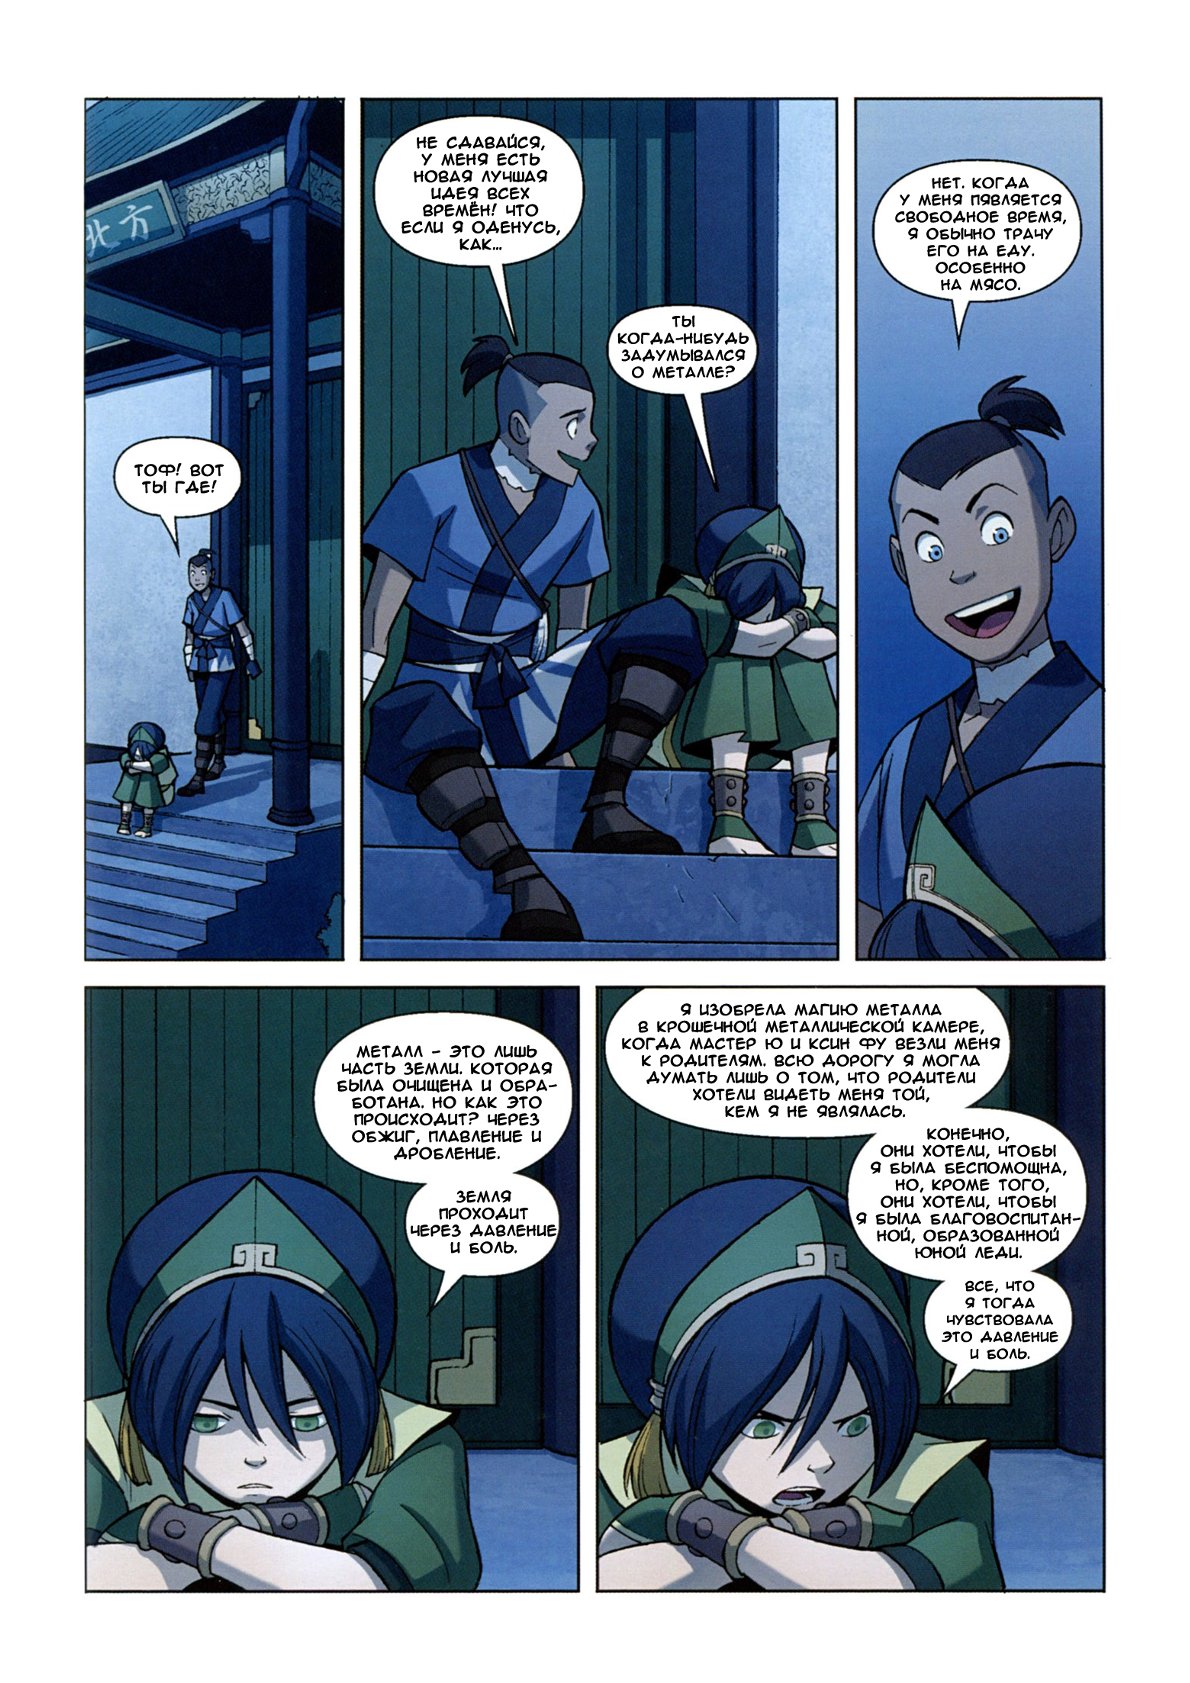 北方
ТОФ! ВОТ
ТЫ ГДЕ!
НЕ СДАВАЙСЯ,
У МЕНЯ ЕСТЬ
НОВАЯ ЛУЧШАЯ
ИДЕЯ ВСЕХ
ВРЕМЁН! ЧТО
ЕСЛИ Я ОДЕНУСЬ,
КАК...
ТЫ
КОГДА-НИБУДЬ
ЗАДУМЫВАЛСЯ
О МЕТАЛЛЕ?
НЕТ. КОГДА
У МЕНЯ ПЯВЛЯЕТСЯ
СВОБОДНОЕ ВРЕМЯ,
Я ОБЫЧНО ТРАЧУ
ЕГО НА ЕДУ.
ОСОБЕННО
НА МЯСО.
МЕТАЛЛ - ЭТО ЛИШЬ
ЧАСТЬ ЗЕМЛИ. КОТОРАЯ
БЫЛА ОЧИЩЕНА И ОБРА-
БОТАНА. НО КАК ЭТО
ПРОИСХОДИТ? ЧЕРЕЗ
ОБЖИГ, ПЛАВЛЕНИЕ И
ДРОБЛЕНИЕ.
ЗЕМЛЯ
ПРОХОДИТ
ЧЕРЕЗ ДАВЛЕНИЕ
И БОЛЬ.
Я ИЗОБРЕЛА МАГИЮ МЕТАЛЛА
В КРОШЕЧНОЙ МЕТАЛЛИЧЕСКОЙ КАМЕРЕ,
КОГДА МАСТЕР Ю И КСИН ФУ ВЕЗЛИ МЕНЯ
К РОДИТЕЛЯМ. ВСЮ ДОРОГУ Я МОГЛА
ДУМАТЬ ЛИШЬ О ТОМ, ЧТО РОДИТЕЛИ
ХОТЕЛИ ВИДЕТЬ МЕНЯ ТОЙ,
КЕМ Я НЕ ЯВЛЯЛАСЬ.
КОНЕЧНО,
ОНИ ХОТЕЛИ, ЧТОБЫ
Я БЫЛА БЕСПОМОЩНА,
НО, КРОМЕ ТОГО,
ОНИ ХОТЕЛИ, ЧТОБЫ
Я БЫЛА БЛАГОВОСПИТАН-
НОЙ, ОБРАЗОВАННОЙ
ЮНОЙ ЛЕДИ.
ВСЕ, ЧТО
Я ТОГДА
ЧУВСТВОВАЛА
ЭТО ДАВЛЕНИЕ
И БОЛЬ.